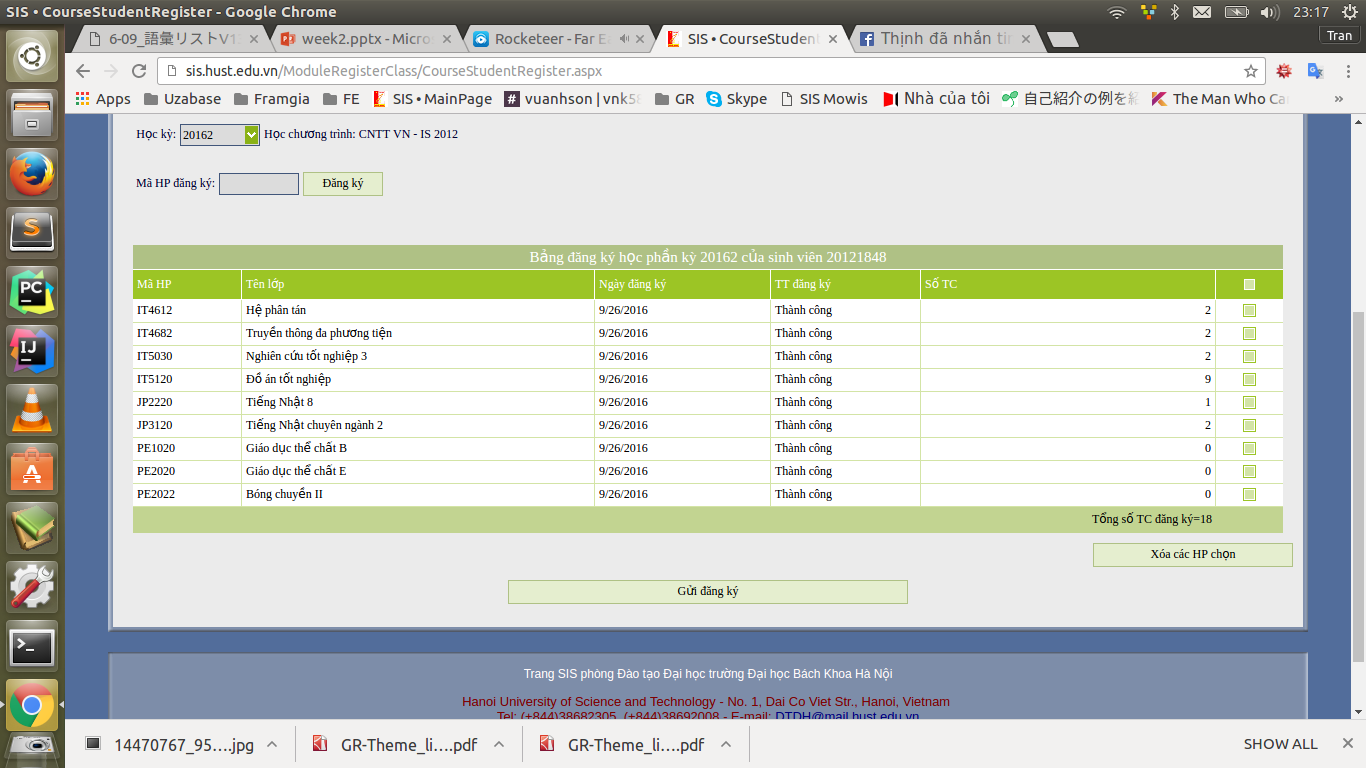 SIS • CourseStudentRegister - Google Chrome
23:17
6-09_語彙リストV1
week2.pptx - Micro
Rocketeer - Far E
SIS • CourseStuden
Thịnh đã nhắn tin
Tran
sis.hust.edu.vn/ModuleRegisterClass/CourseStudentRegister.aspx
Apps Uzabase Framgia FE SIS • MainPage vuanhson | vnk58 GR Skype SIS Mowis Nhà của tôi 自己紹介の例を紹 The Man Who Ca »
Học kỳ: 20162 Học chương trình: CNTT VN - IS 2012
Mã HP đăng ký: Đăng ký
Bảng đăng ký học phần kỳ 20162 của sinh viên 20121848
Mã HP Tên lớp Ngày đăng ký TT đăng ký Số TC
IT4612 Hệ phân tán 9/26/2016 Thành công 2
IT4682 Truyền thông đa phương tiện 9/26/2016 Thành công 2
IT5030 Nghiên cứu tốt nghiệp 3 9/26/2016 Thành công 2
IT5120 Đồ án tốt nghiệp 9/26/2016 Thành công 9
JP2220 Tiếng Nhật 8 9/26/2016 Thành công 1
JP3120 Tiếng Nhật chuyên ngành 2 9/26/2016 Thành công 2
PE1020 Giáo dục thể chất B 9/26/2016 Thành công 0
PE2020 Giáo dục thể chất E 9/26/2016 Thành công 0
PE2022 Bóng chuyền II 9/26/2016 Thành công 0
Tổng số TC đăng ký=18
Xóa các HP chọn
Gửi đăng ký
Trang SIS phòng Đào tạo Đại học trường Đại học Bách Khoa Hà Nội
Hanoi University of Science and Technology - No. 1, Dai Co Viet Str., Hanoi, Vietnam
Tel: (+844)38682305, (+844)38692008 - E-mail: DTDH@mail.hust.edu.vn
14470767_95....jpg GR-Theme_li....pdf GR-Theme_li....pdf SHOW ALL